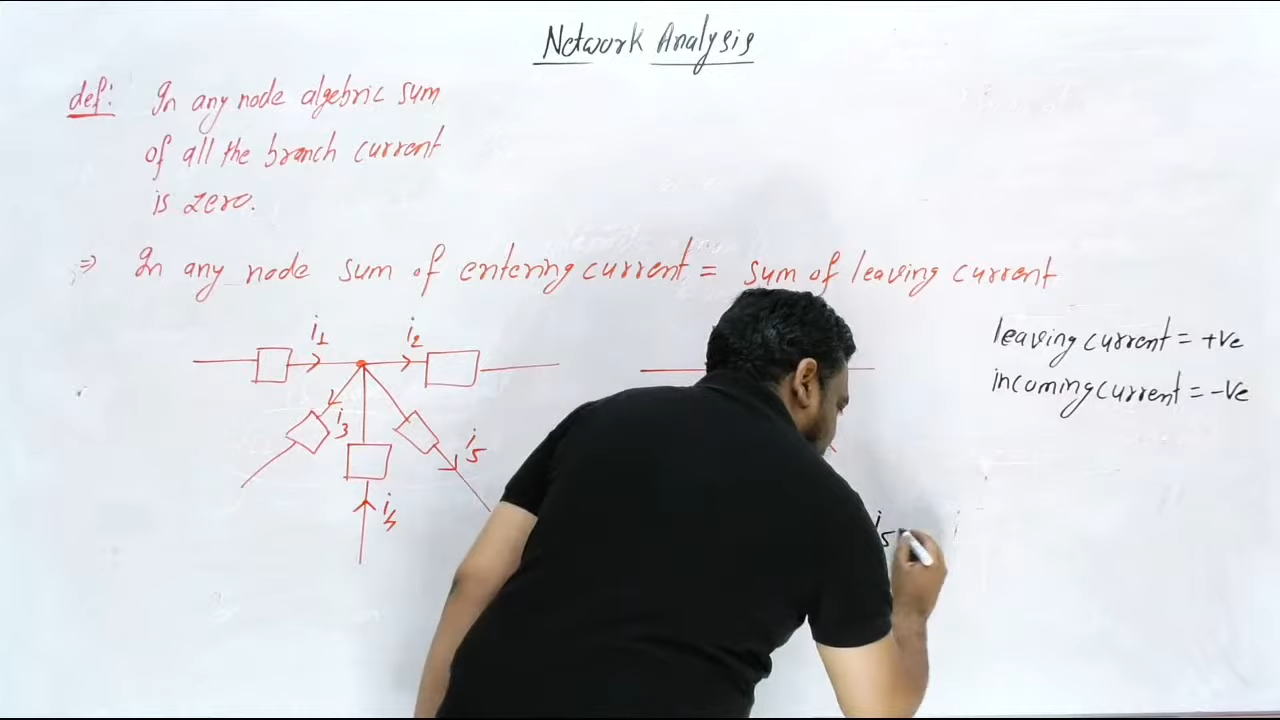 Network Analysis
def: In any node algebric sum
of all the branch current
is zero.
⇒ In any node sum of entering current = sum of leaving current
i1 i2
leaving current = +ve
incoming current = -ve
i3 i5
i4
i5